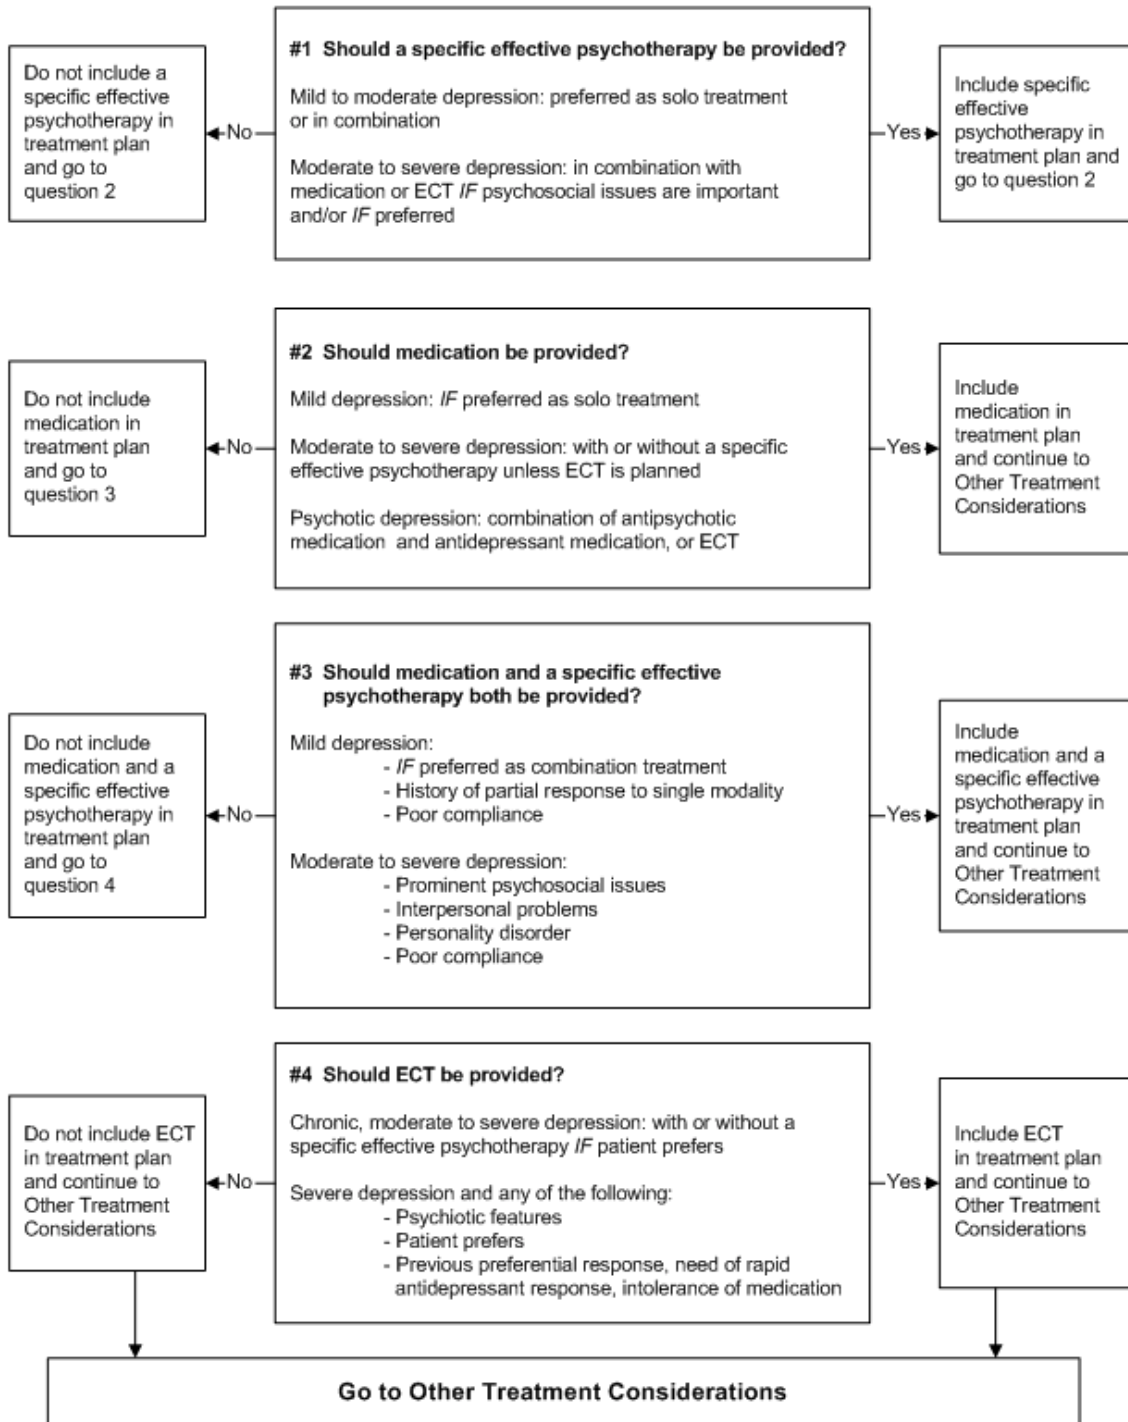 #1 Should a specific effective psychotherapy be provided?
Mild to moderate depression: preferred as solo treatment
or in combination
Moderate to severe depression: in combination with
medication or ECT IF psychosocial issues are important
and/or IF preferred
No
Do not include a
specific effective
psychotherapy in
treatment plan
and go to
question 2
Yes
Include specific
effective
psychotherapy in
treatment plan and
go to question 2
#2 Should medication be provided?
Mild depression: IF preferred as solo treatment
Moderate to severe depression: with or without a specific
effective psychotherapy unless ECT is planned
Psychotic depression: combination of antipsychotic
medication and antidepressant medication, or ECT
No
Do not include
medication in
treatment plan
and go to
question 3
Yes
Include
medication in
treatment plan
and continue to
Other Treatment
Considerations
#3 Should medication and a specific effective
psychotherapy both be provided?
Mild depression:
- IF preferred as combination treatment
- History of partial response to single modality
- Poor compliance
Moderate to severe depression:
- Prominent psychosocial issues
- Interpersonal problems
- Personality disorder
- Poor compliance
No
Do not include
medication and a
specific effective
psychotherapy in
treatment plan
and go to
question 4
Yes
Include
medication and a
specific effective
psychotherapy in
treatment plan
and continue to
Other Treatment
Considerations
#4 Should ECT be provided?
Chronic, moderate to severe depression: with or without a
specific effective psychotherapy IF patient prefers
Severe depression and any of the following:
- Psychiotic features
- Patient prefers
- Previous preferential response, need of rapid
antidepressant response, intolerance of medication
No
Do not include ECT
in treatment plan
and continue to
Other Treatment
Considerations
Yes
Include ECT
in treatment plan
and continue to
Other Treatment
Considerations
Go to Other Treatment Considerations